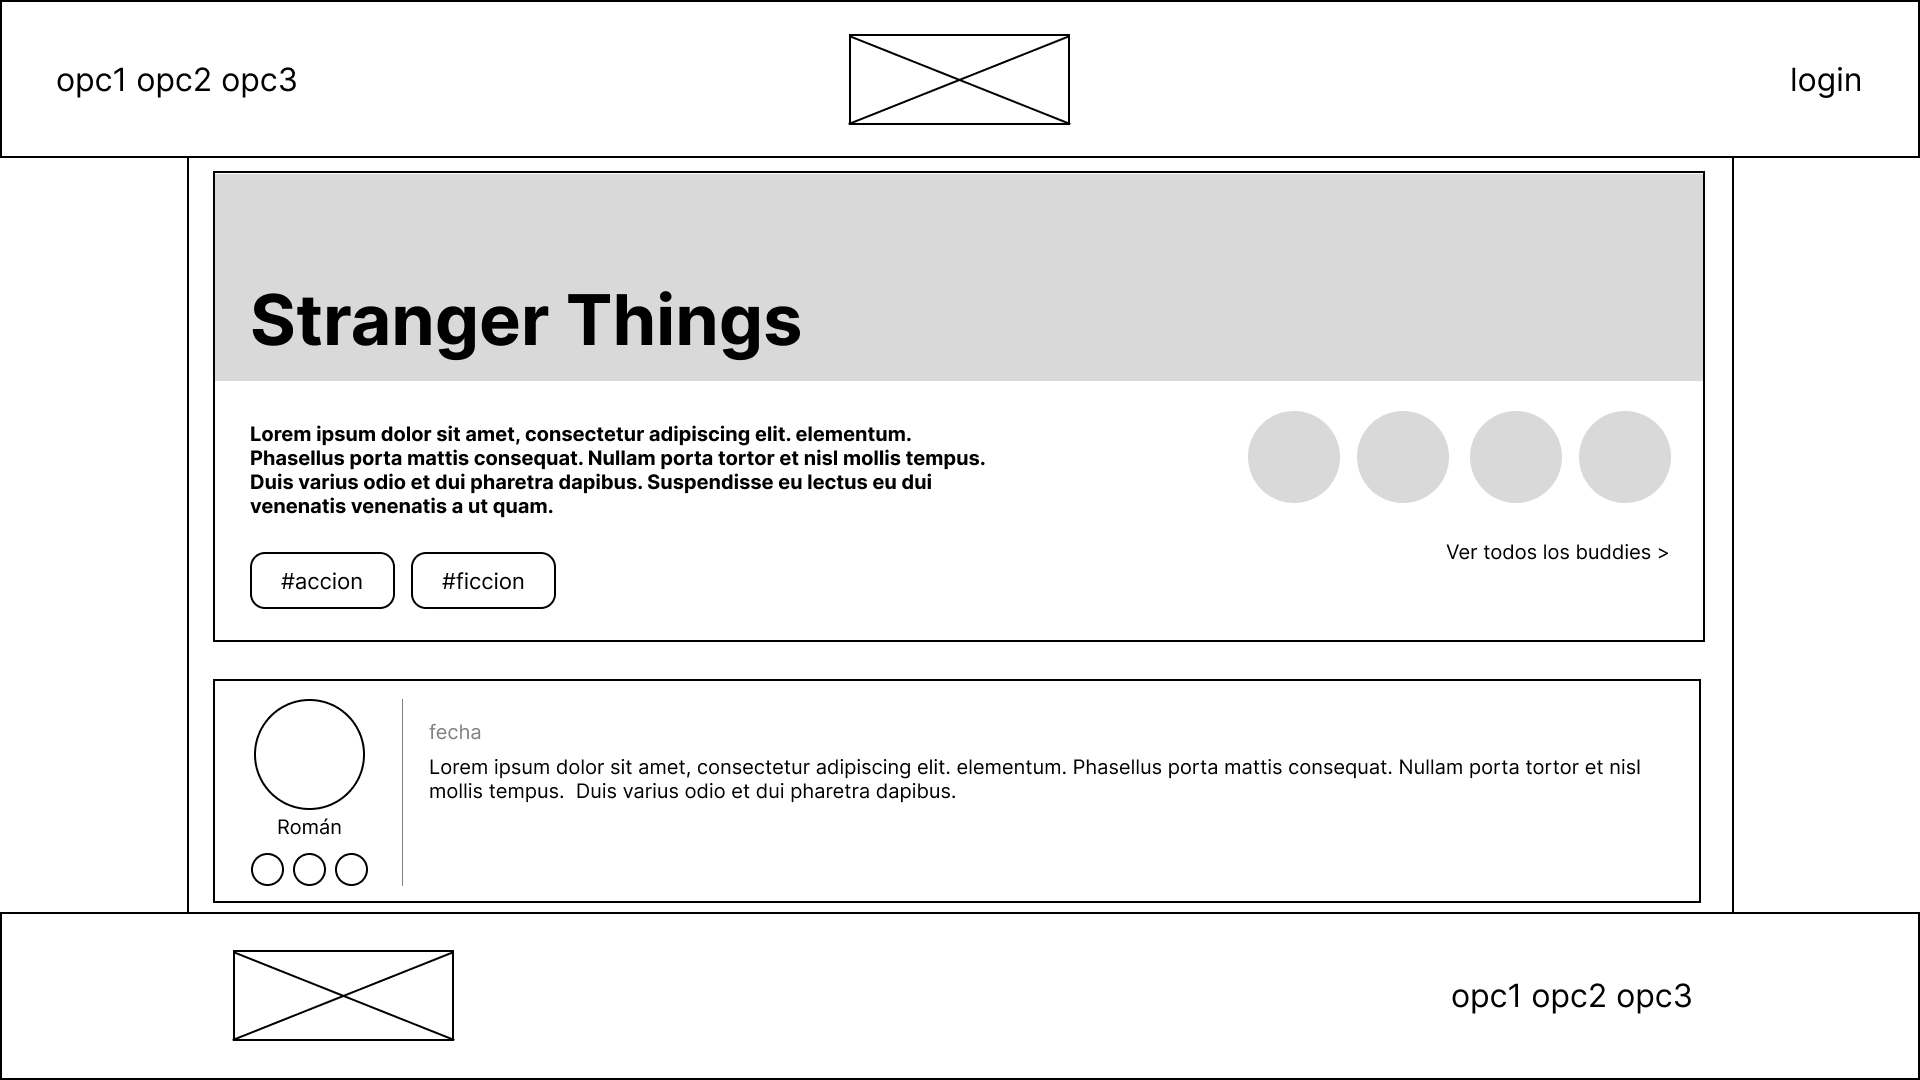 opc1 opc2 opc3
login
Stranger Things
Lorem ipsum dolor sit amet, consectetur adipiscing elit. elementum.
Phasellus porta mattis consequat. Nullam porta tortor et nisl mollis tempus.
Duis varius odio et dui pharetra dapibus. Suspendisse eu lectus eu dui
venenatis venenatis a ut quam.
#accion
#ficcion
Ver todos los buddies >
Román
fecha
Lorem ipsum dolor sit amet, consectetur adipiscing elit. elementum. Phasellus porta mattis consequat. Nullam porta tortor et nisl
mollis tempus.  Duis varius odio et dui pharetra dapibus.
opc1 opc2 opc3